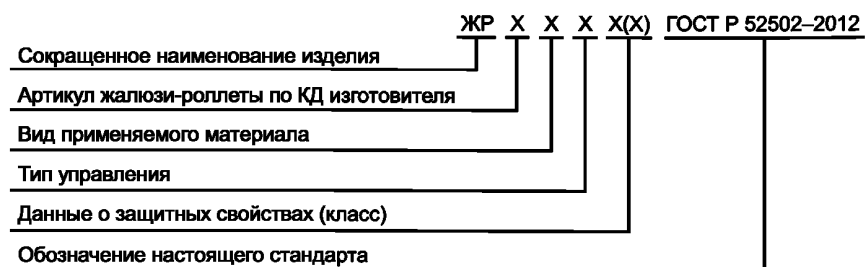 ЖР Х Х Х Х(Х) ГОСТ Р 52502–2012
Сокращенное наименование изделия
Артикул жалюзи-роллеты по КД изготовителя
Вид применяемого материала
Тип управления
Данные о защитных свойствах (класс)
Обозначение настоящего стандарта